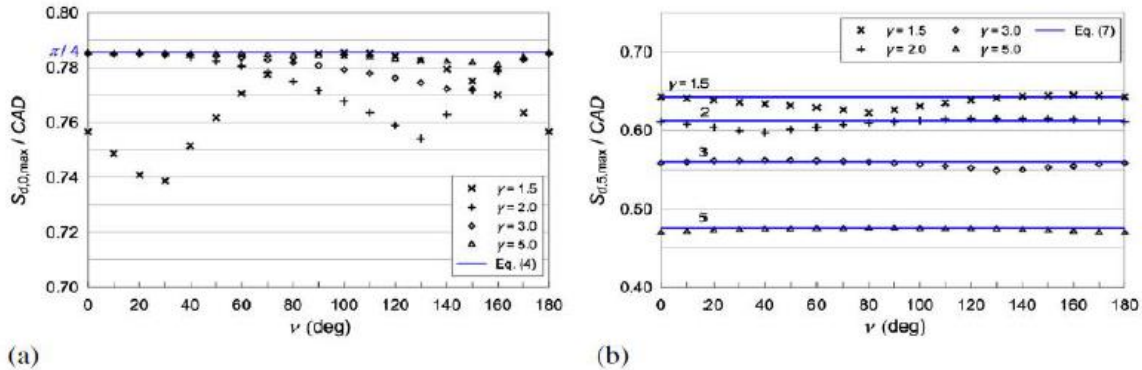 0.80
π/4
0.78
0.76
0.74
0.72
0.70
S_d,0,max / CAD
× γ = 1.5
+ γ = 2.0
◇ γ = 3.0
△ γ = 5.0
— Eq. (4)
0 20 40 60 80 100 120 140 160 180
ν (deg)
(a)
× γ = 1.5 ◇ γ = 3.0 — Eq. (7)
+ γ = 2.0 △ γ = 5.0
0.70
γ = 1.5
2
0.60
3
0.50
5
0.40
S_d,5,max / CAD
0 20 40 60 80 100 120 140 160 180
ν (deg)
(b)